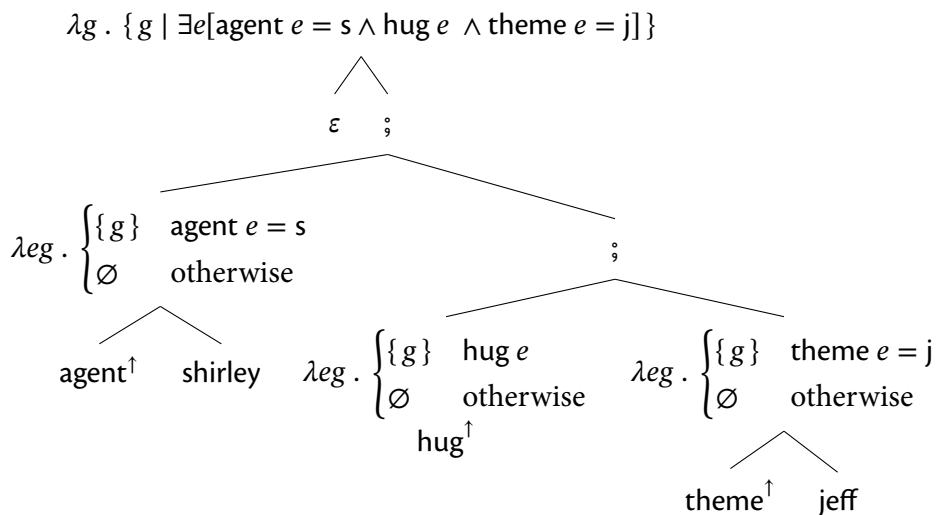 λg . {g | ∃e[agent e = s ∧ hug e ∧ theme e = j]}
ε ⨟
λeg . { {g} agent e = s
∅ otherwise
⨟
agent↑ shirley
λeg . { {g} hug e
∅ otherwise
hug↑
λeg . { {g} theme e = j
∅ otherwise
theme↑ jeff